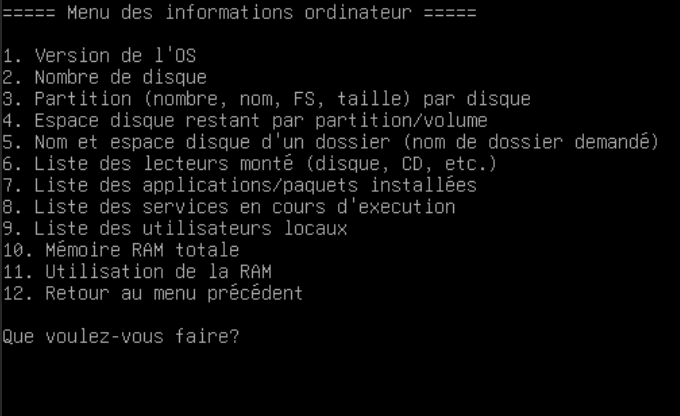 ===== Menu des informations ordinateur =====
1. Version de l'OS
2. Nombre de disque
3. Partition (nombre, nom, FS, taille) par disque
4. Espace disque restant par partition/volume
5. Nom et espace disque d'un dossier (nom de dossier demandé)
6. Liste des lecteurs monté (disque, CD, etc.)
7. Liste des applications/paquets installées
8. Liste des services en cours d'execution
9. Liste des utilisateurs locaux
10. Mémoire RAM totale
11. Utilisation de la RAM
12. Retour au menu précédent
Que voulez-vous faire?